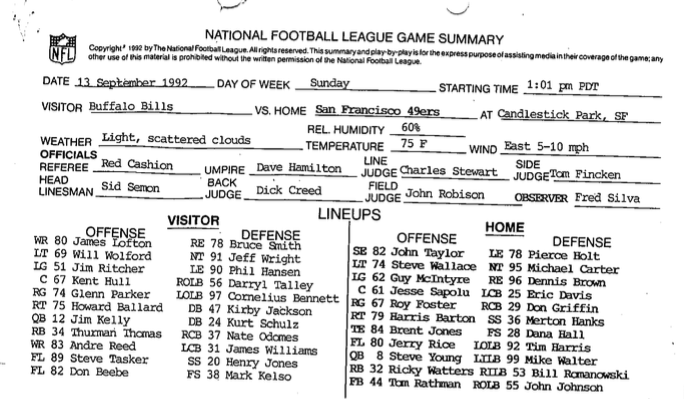 NATIONAL FOOTBALL LEAGUE GAME SUMMARY
NFL
Copyright© 1992 by The National Football League. All rights reserved. This summary and play-by-play is for the express purpose of assisting media in their coverage of the game; any
other use of this material is prohibited without the written permission of the National Football League.
DATE 13 September 1992 DAY OF WEEK Sunday STARTING TIME 1:01 pm PDT
VISITOR Buffalo Bills VS. HOME San Francisco 49ers AT Candlestick Park, SF
REL. HUMIDITY 60%
WEATHER Light, scattered clouds TEMPERATURE 75 F WIND East 5-10 mph
OFFICIALS
REFEREE Red Cashion UMPIRE Dave Hamilton LINE JUDGE Charles Stewart SIDE JUDGE Tom Fincken
HEAD LINESMAN Sid Semon BACK JUDGE Dick Creed FIELD JUDGE John Robison OBSERVER Fred Silva
LINEUPS
VISITOR
OFFENSE
WR 80 James Lofton
LT 69 Will Wolford
LG 51 Jim Ritcher
C 67 Kent Hull
RG 74 Glenn Parker
RT 75 Howard Ballard
QB 12 Jim Kelly
RB 34 Thurman Thomas
WR 83 Andre Reed
FL 89 Steve Tasker
FL 82 Don Beebe
DEFENSE
RE 78 Bruce Smith
NT 91 Jeff Wright
LE 90 Phil Hansen
ROLB 56 Darryl Talley
LOLB 97 Cornelius Bennett
DB 47 Kirby Jackson
DB 24 Kurt Schulz
RCB 37 Nate Odomes
LCB 31 James Williams
SS 20 Henry Jones
FS 38 Mark Kelso
HOME
OFFENSE
SE 82 John Taylor
LT 74 Steve Wallace
LG 62 Guy McIntyre
C 61 Jesse Sapolu
RG 67 Roy Foster
RT 79 Harris Barton
TE 84 Brent Jones
FL 80 Jerry Rice
QB 8 Steve Young
RB 32 Ricky Watters
FB 44 Tom Rathman
DEFENSE
LE 78 Pierce Holt
NT 95 Michael Carter
RE 96 Dennis Brown
LCB 25 Eric Davis
RCB 29 Don Griffin
SS 36 Merton Hanks
FS 28 Dana Hall
LOLB 92 Tim Harris
LILB 99 Mike Walter
RILB 53 Bill Romanowski
ROLB 55 John Johnson